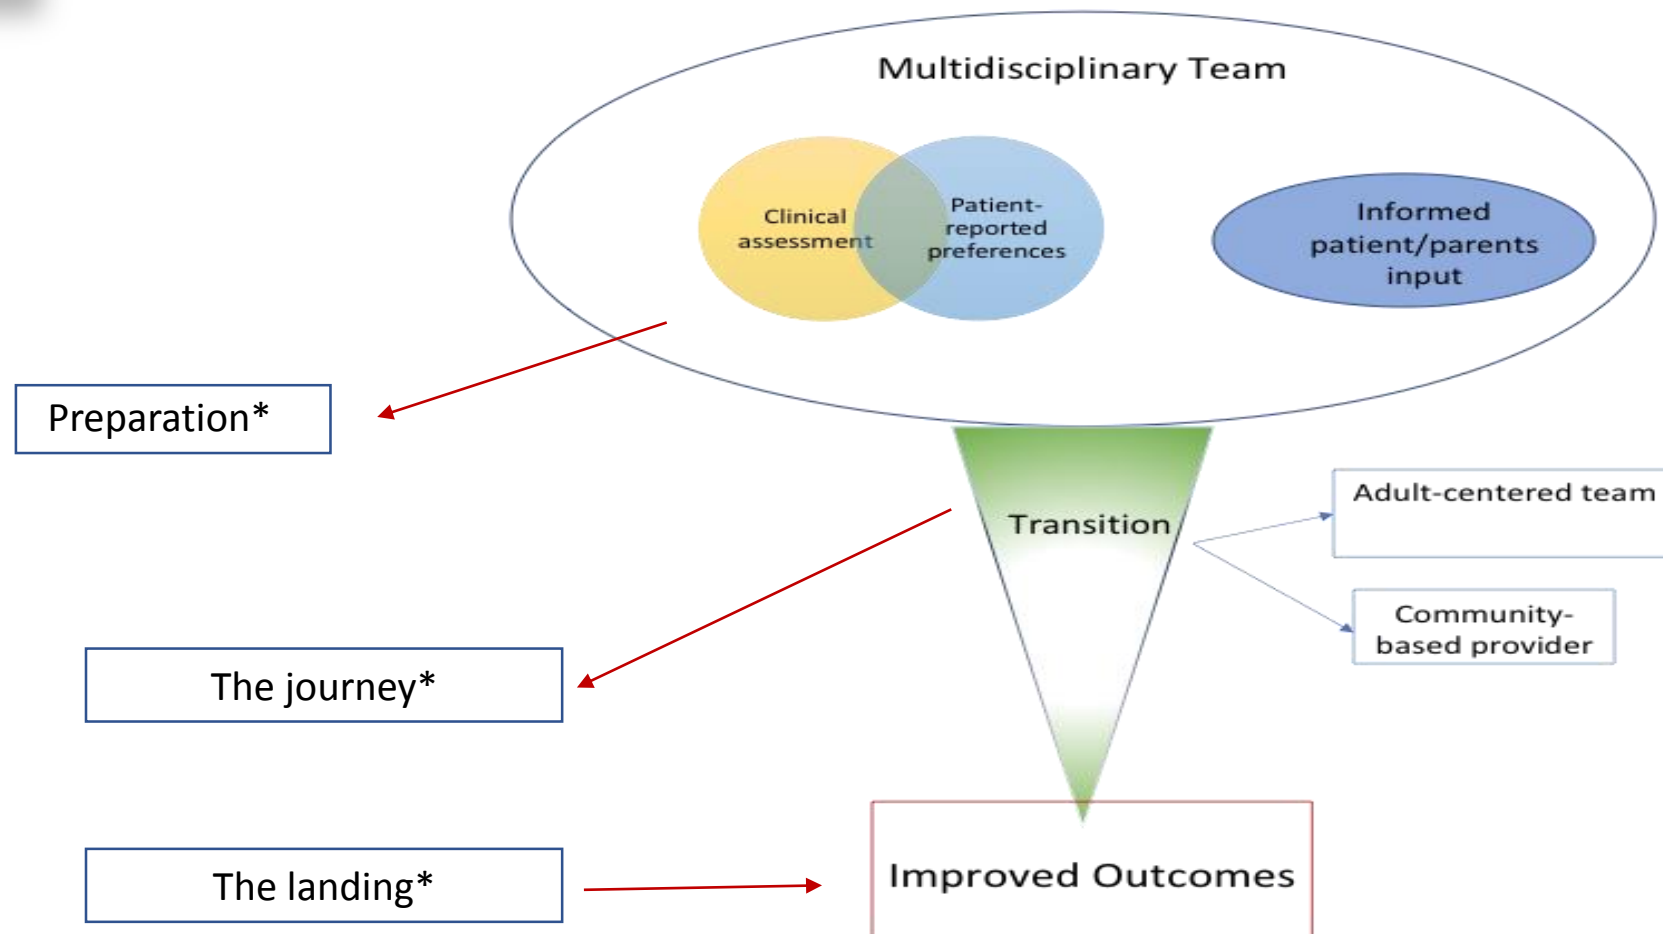 Multidisciplinary Team
Clinical
assessment
Patient-
reported
preferences
Informed
patient/parents
input
Preparation*
Transition
Adult-centered team
Community-
based provider
The journey*
The landing*
Improved Outcomes